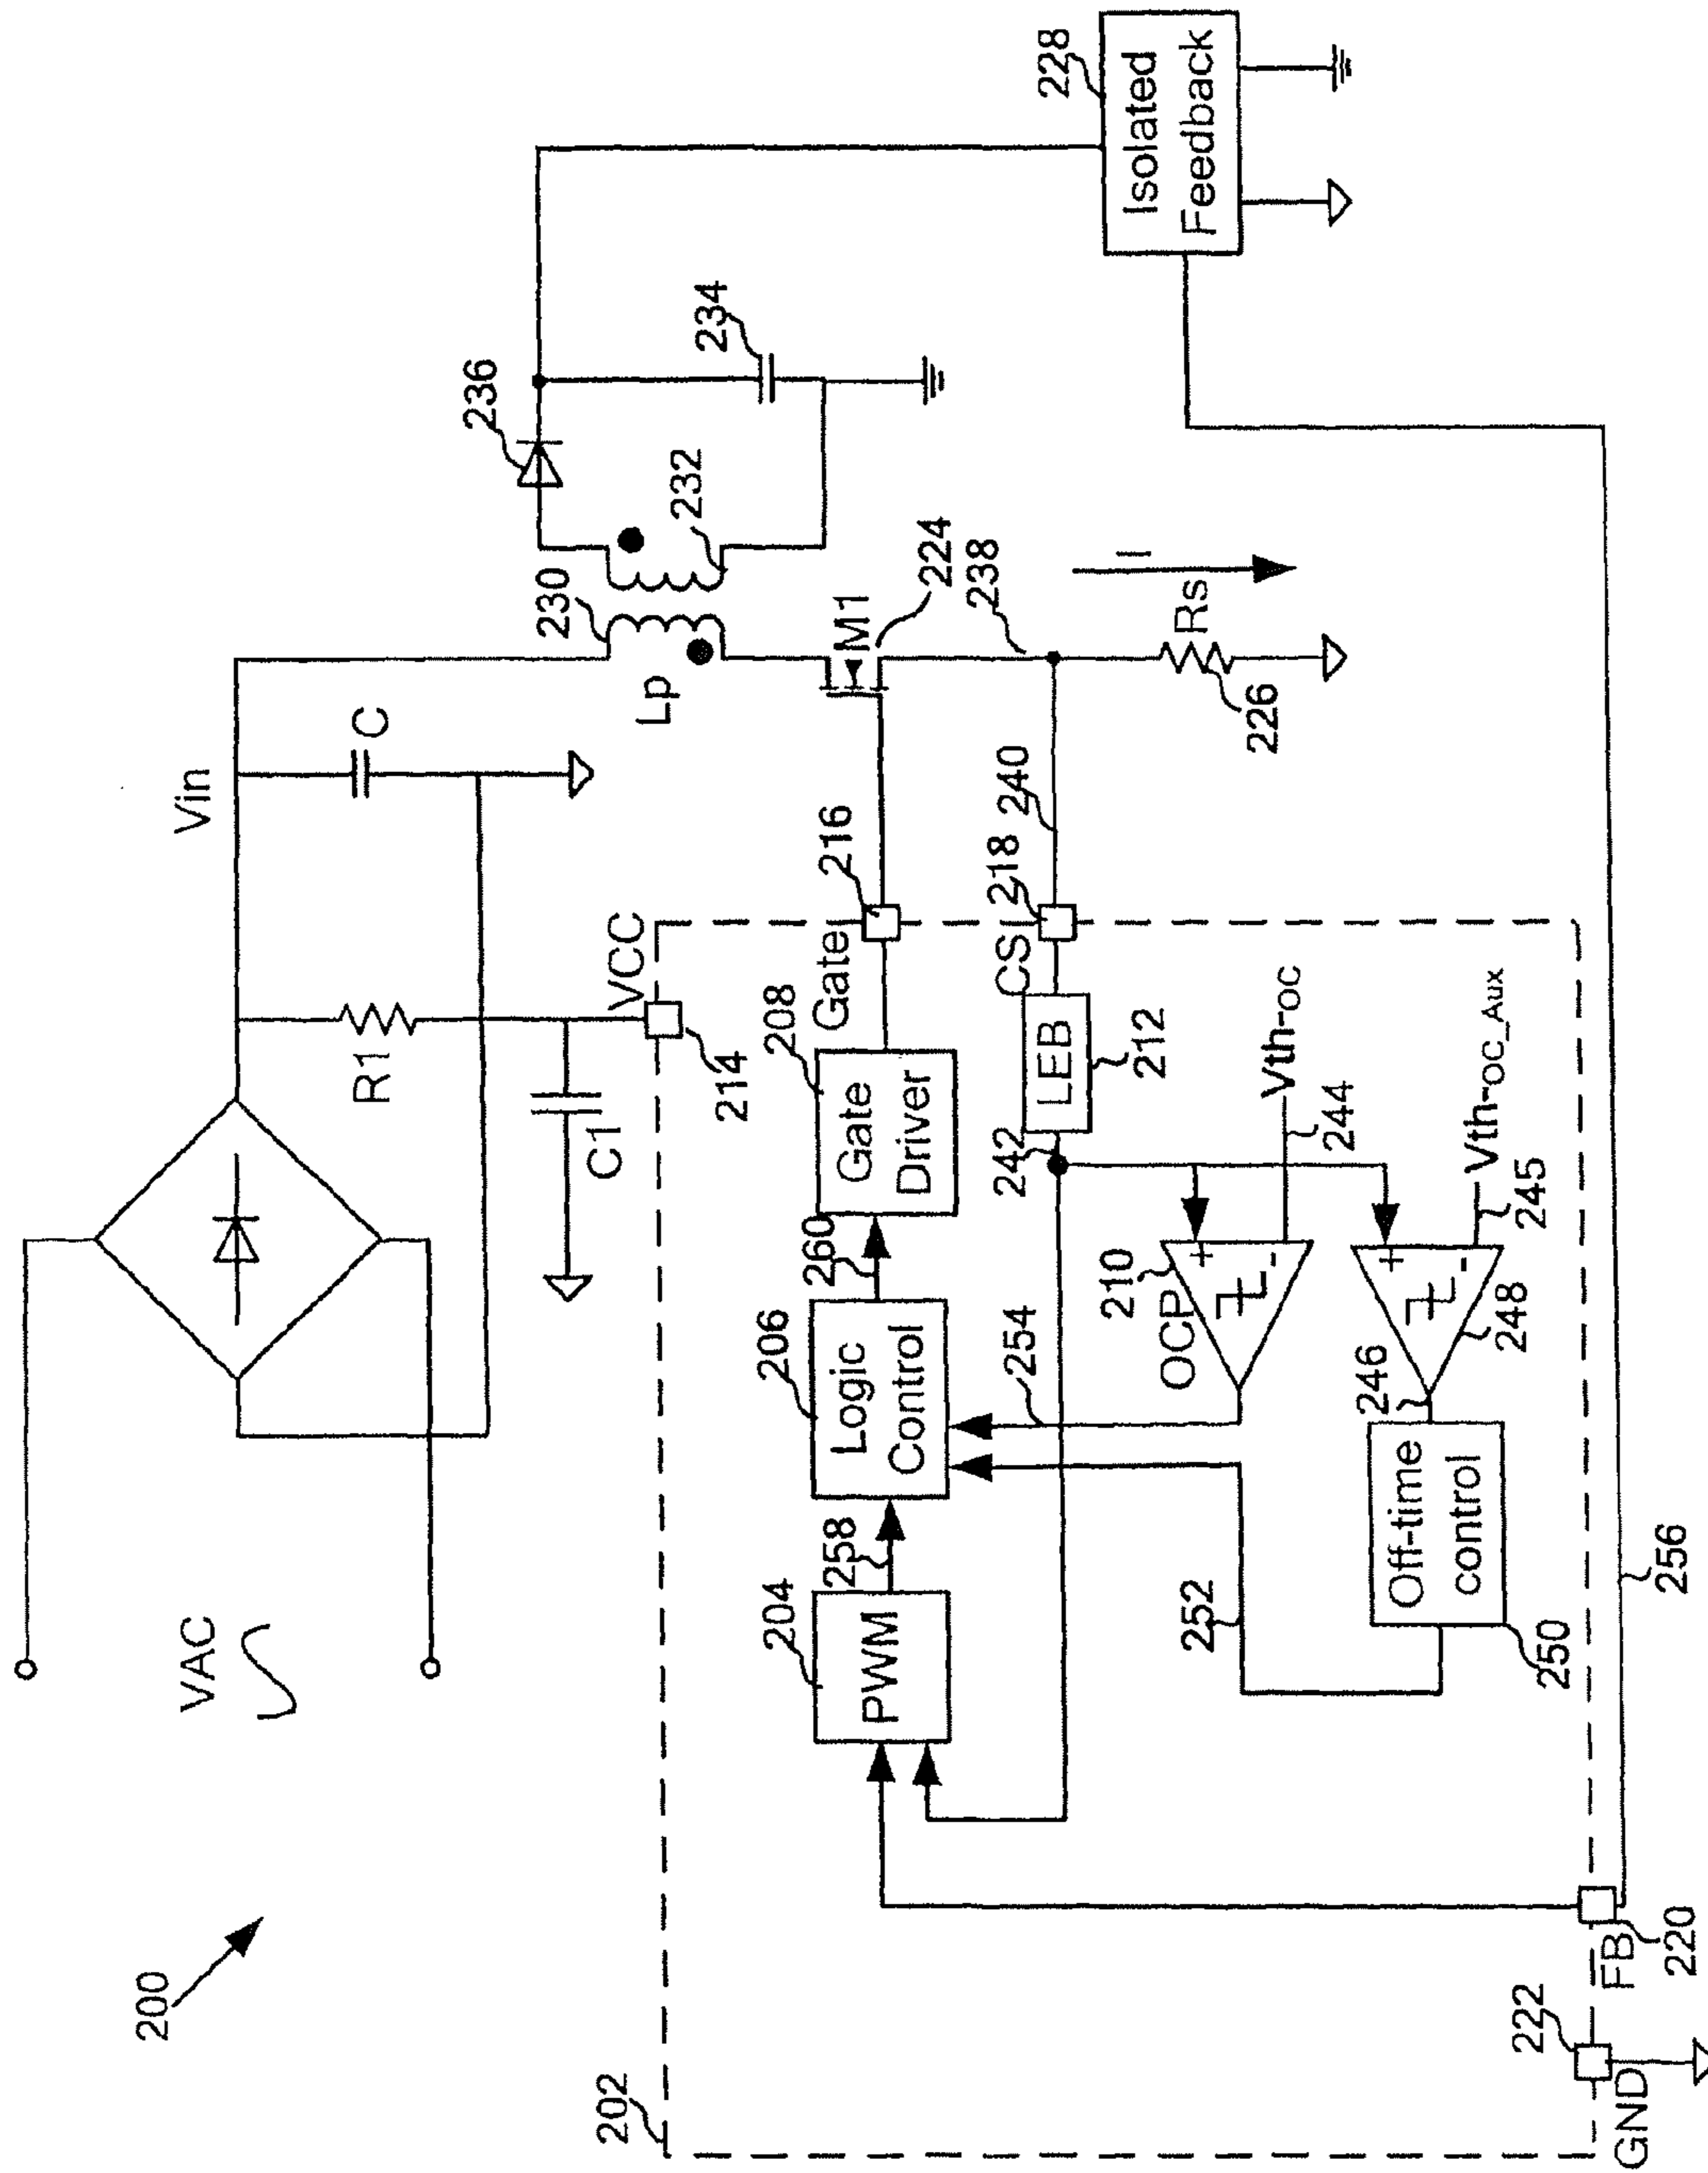 200
VAC
Vin
C
R1
C1
VCC
214
230
Lp
232
236
234
228
Isolated
Feedback
M1
224
238
I
Rs
226
240
216
Gate
218
CS
202
204
PWM
258
206
Logic
Control
260
208
Gate
Driver
242
LEB
212
254
210
OCP
+
-
Vth-oc
244
252
246
+
-
248
Vth-oc_Aux
245
Off-time
control
250
256
222
GND
FB
220